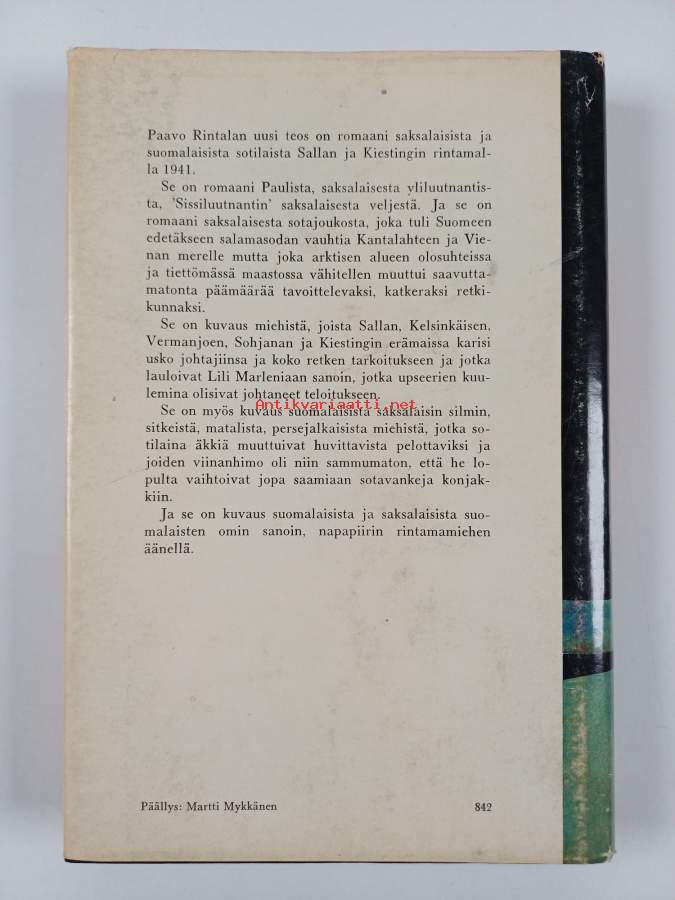 Paavo Rintalan uusi teos on romaani saksalaisista ja
suomalaisista sotilaista Sallan ja Kiestingin rintamal-
la 1941.
Se on romaani Paulista, saksalaisesta yliluutnantis-
ta, 'Sissiluutnantin' saksalaisesta veljestä. Ja se on
romaani saksalaisesta sotajoukosta, joka tuli Suomeen
edetäkseen salamasodan vauhtia Kantalahteen ja Vie-
nan merelle mutta joka arktisen alueen olosuhteissa
ja tiettömässä maastossa vähitellen muuttui saavutta-
matonta päämäärää tavoittelevaksi, katkeraksi retki-
kunnaksi.
Se on kuvaus miehistä, joista Sallan, Kelsinkäisen,
Vermanjoen, Sohjanan ja Kiestingin erämaissa karisi
usko johtajiinsa ja koko retken tarkoitukseen ja jotka
lauloivat Lili Marleniaan sanoin, jotka upseerien kuu-
lemina olisivat johtaneet teloitukseen.
Antikvariaatti.net
Se on myös kuvaus suomalaisista saksalaisin silmin,
sitkeistä, matalista, persejalkaisista miehistä, jotka so-
tilaina äkkiä muuttuivat huvittavista pelottaviksi ja
joiden viinanhimo oli niin sammumaton, että he lo-
pulta vaihtoivat jopa saamiaan sotavankeja konjak-
kiin.
Ja se on kuvaus suomalaisista ja saksalaisista suo-
malaisten omin sanoin, napapiirin rintamamiehen
äänellä.
Päällys: Martti Mykkänen 842